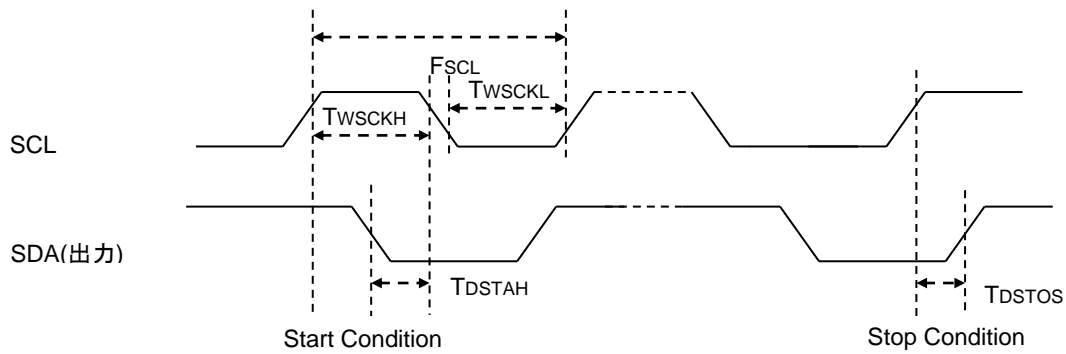 FSCL
TWSCKL
TWSCKH
SCL
SDA(出力)
TDSTAH
TDSTOS
Start Condition
Stop Condition